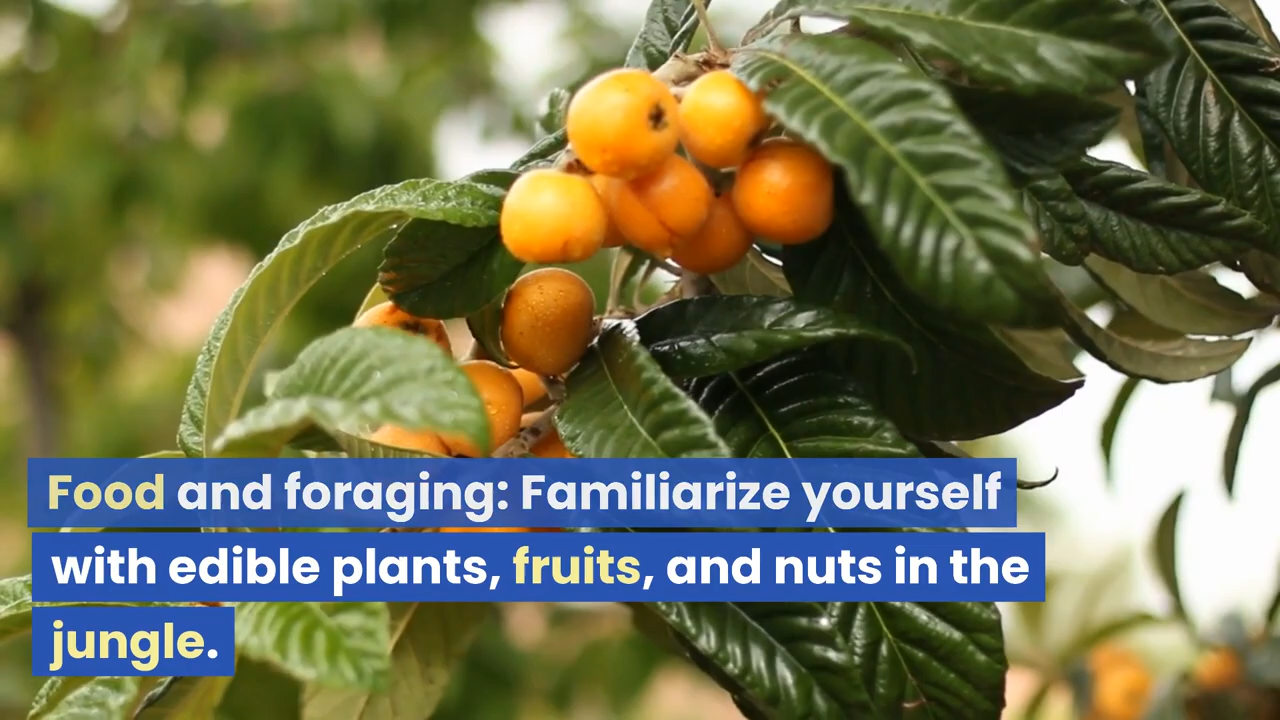 Food and foraging: Familiarize yourself
with edible plants, fruits, and nuts in the
jungle.